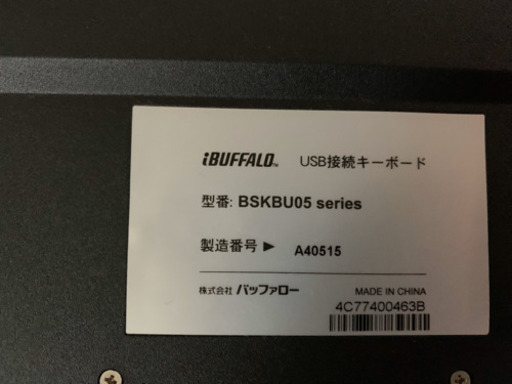 iBUFFALO™ USB接続キーボード
型番: BSKBU05 series
製造番号 ▶ A40515
株式会社 バッファロー MADE IN CHINA
4C77400463B